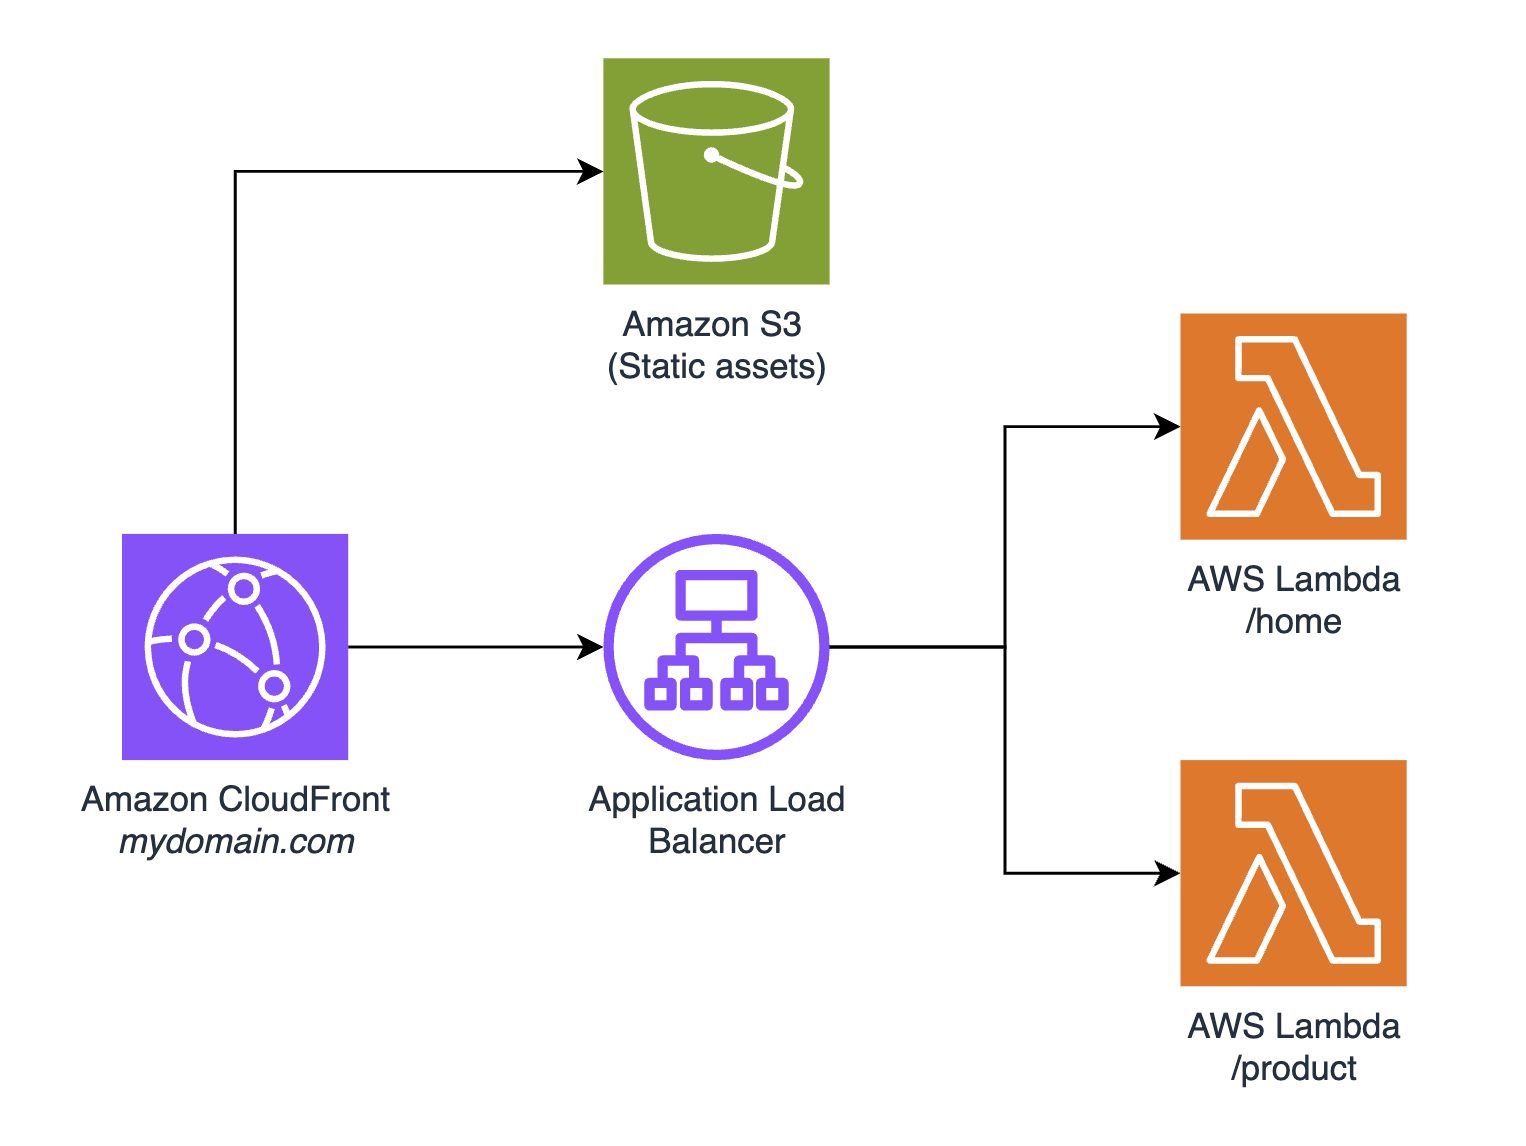 Amazon S3
(Static assets)
AWS Lambda
/home
Amazon CloudFront
mydomain.com
Application Load
Balancer
AWS Lambda
/product